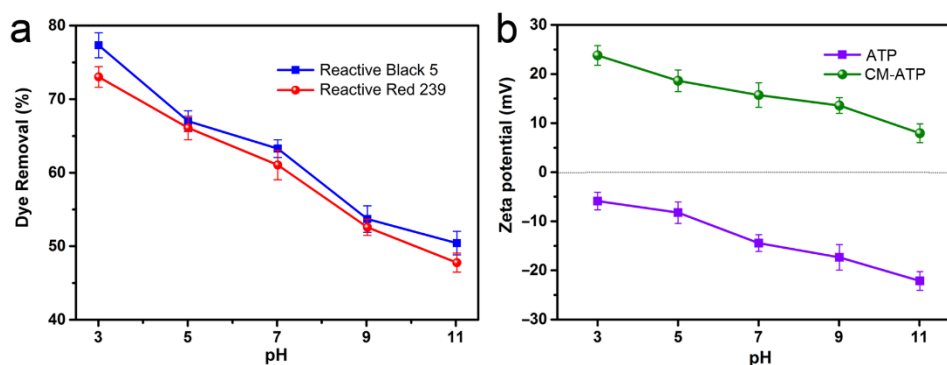 a
80
70
60
50
40
Dye Removal (%)
Reactive Black 5
Reactive Red 239
3 5 7 9 11
pH
b
30
20
10
0
−10
−20
−30
Zeta potential (mV)
ATP
CM-ATP
3 5 7 9 11
pH